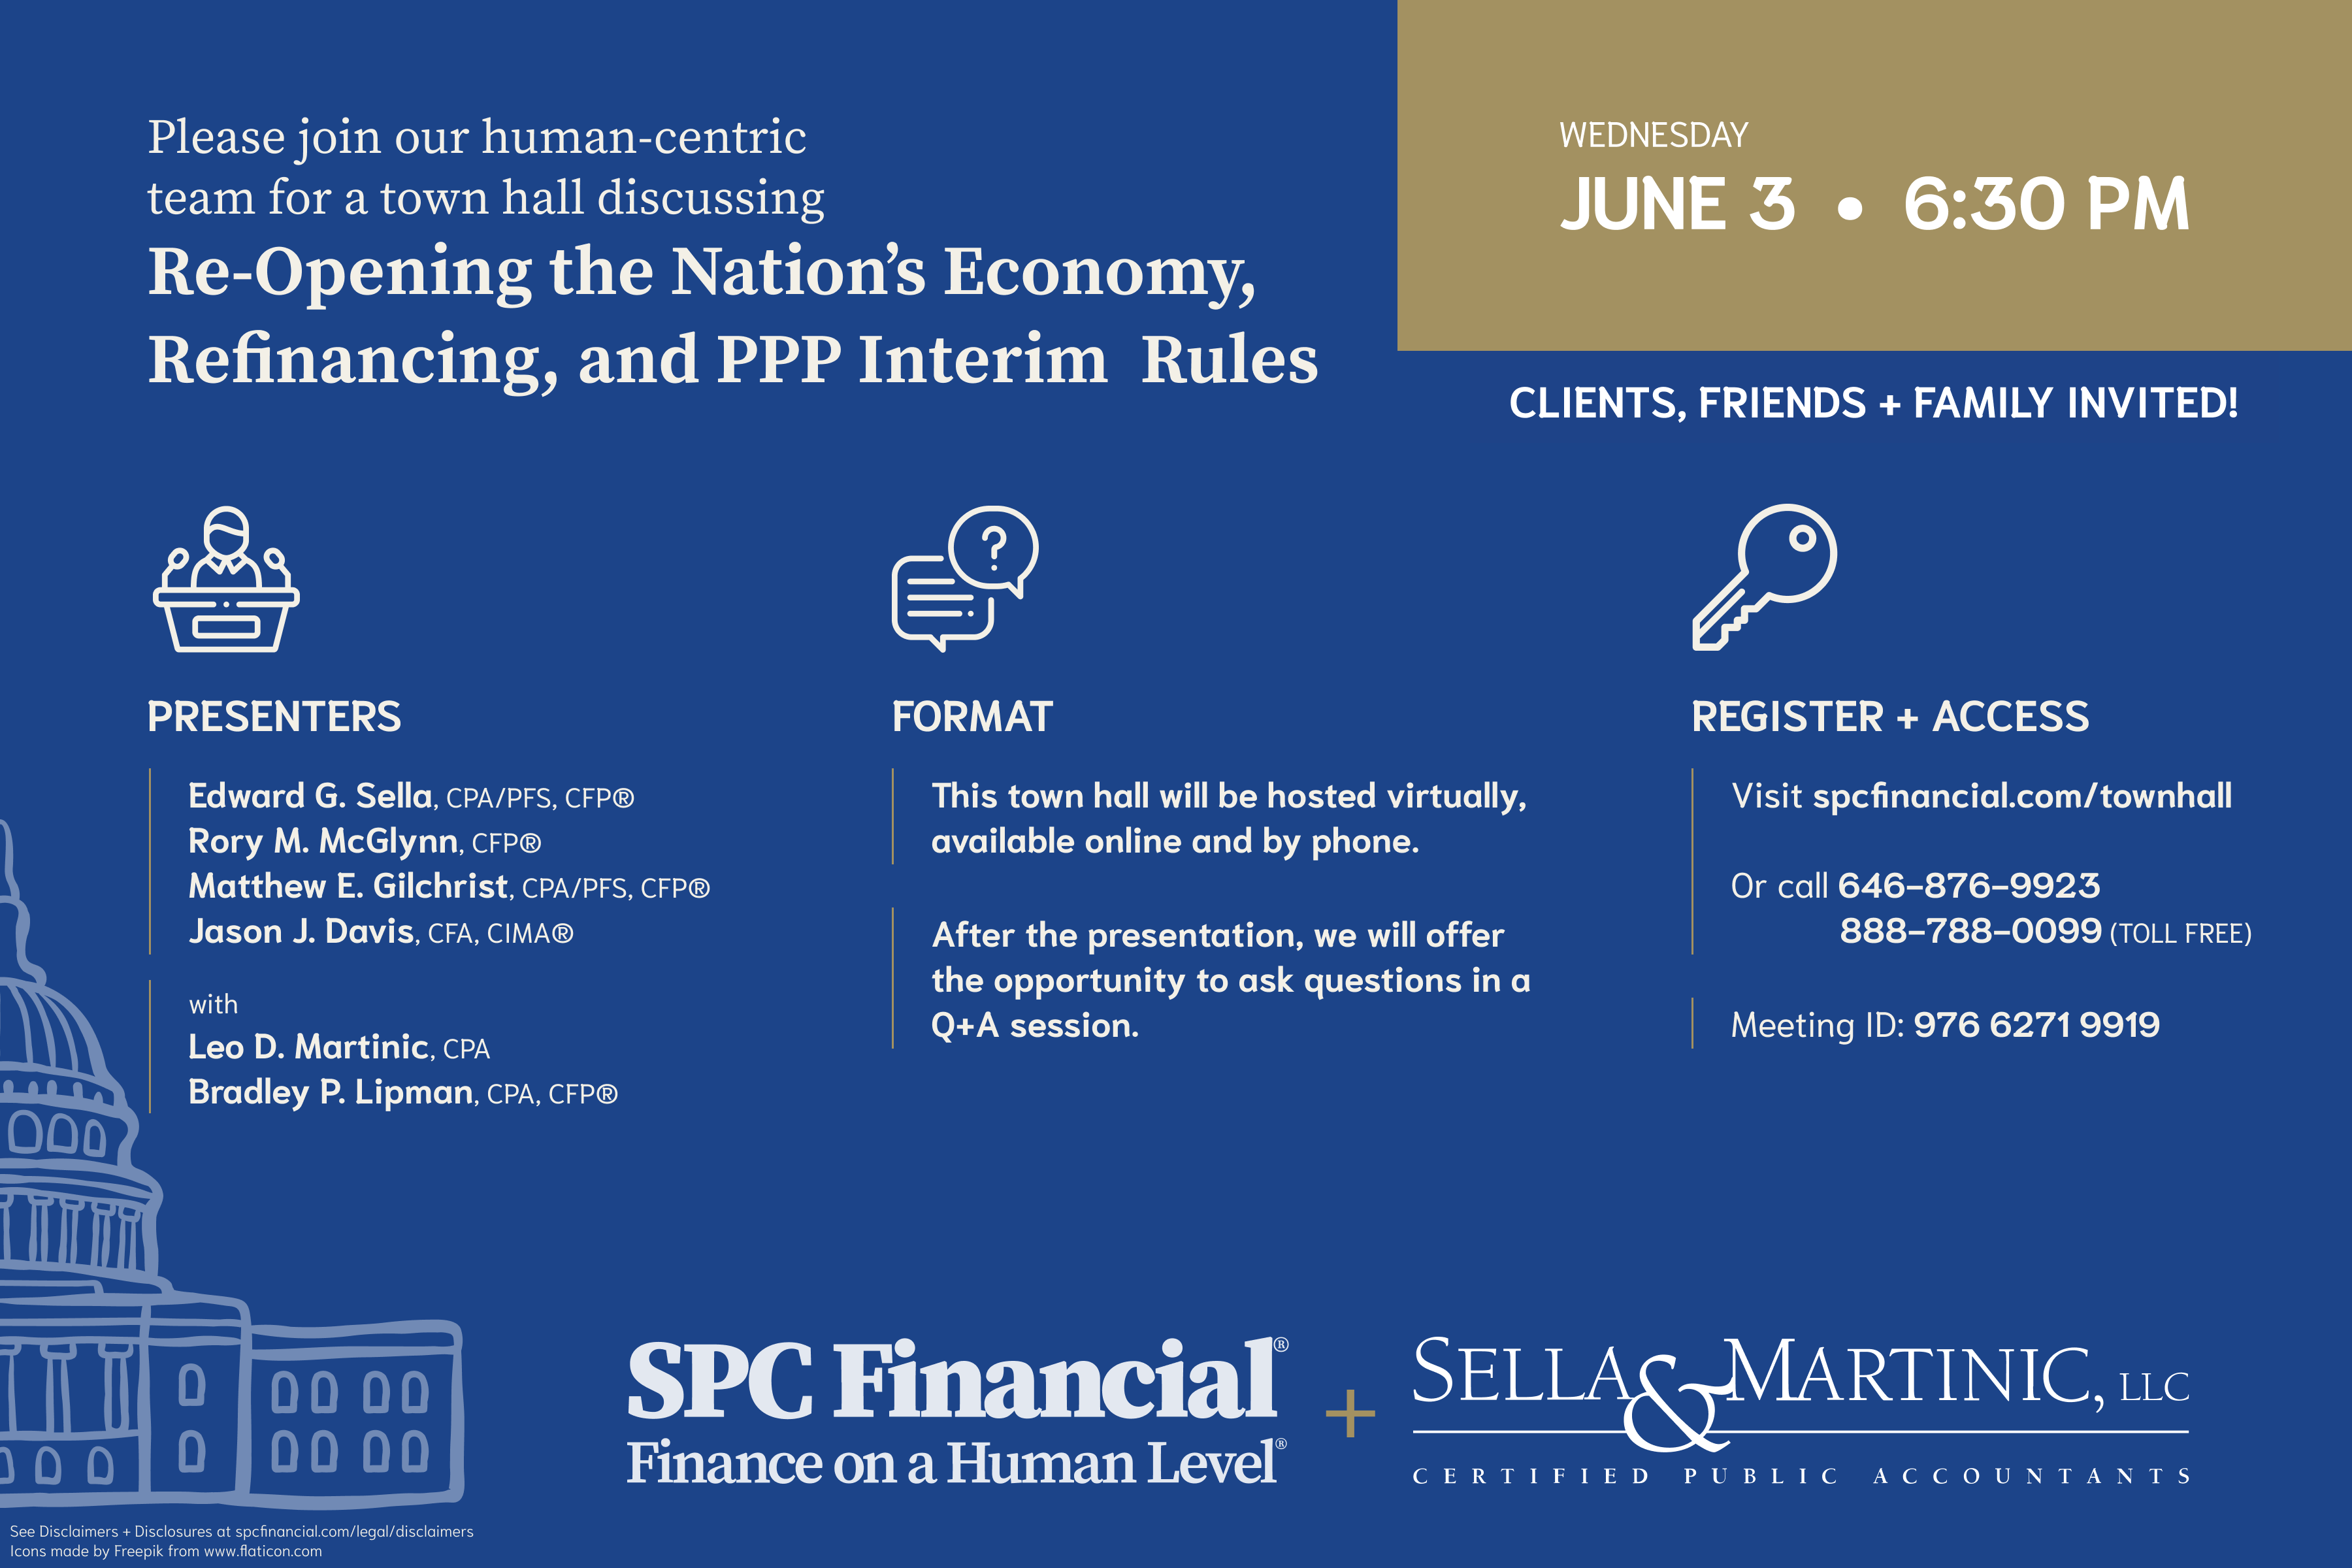 Please join our human-centric
team for a town hall discussing
Re-Opening the Nation’s Economy,
Refinancing, and PPP Interim  Rules
WEDNESDAY
JUNE 3 • 6:30 PM
CLIENTS, FRIENDS + FAMILY INVITED!
?
PRESENTERS
Edward G. Sella, CPA/PFS, CFP®
Rory M. McGlynn, CFP®
Matthew E. Gilchrist, CPA/PFS, CFP®
Jason J. Davis, CFA, CIMA®
with
Leo D. Martinic, CPA
Bradley P. Lipman, CPA, CFP®
FORMAT
This town hall will be hosted virtually,
available online and by phone.
After the presentation, we will offer
the opportunity to ask questions in a
Q+A session.
REGISTER + ACCESS
Visit spcfinancial.com/townhall
Or call 646-876-9923
888-788-0099 (TOLL FREE)
Meeting ID: 976 6271 9919
SPC Financial®
Finance on a Human Level®
+
SELLA & MARTINIC, LLC
CERTIFIED PUBLIC ACCOUNTANTS
See Disclaimers + Disclosures at spcfinancial.com/legal/disclaimers
Icons made by Freepik from www.flaticon.com